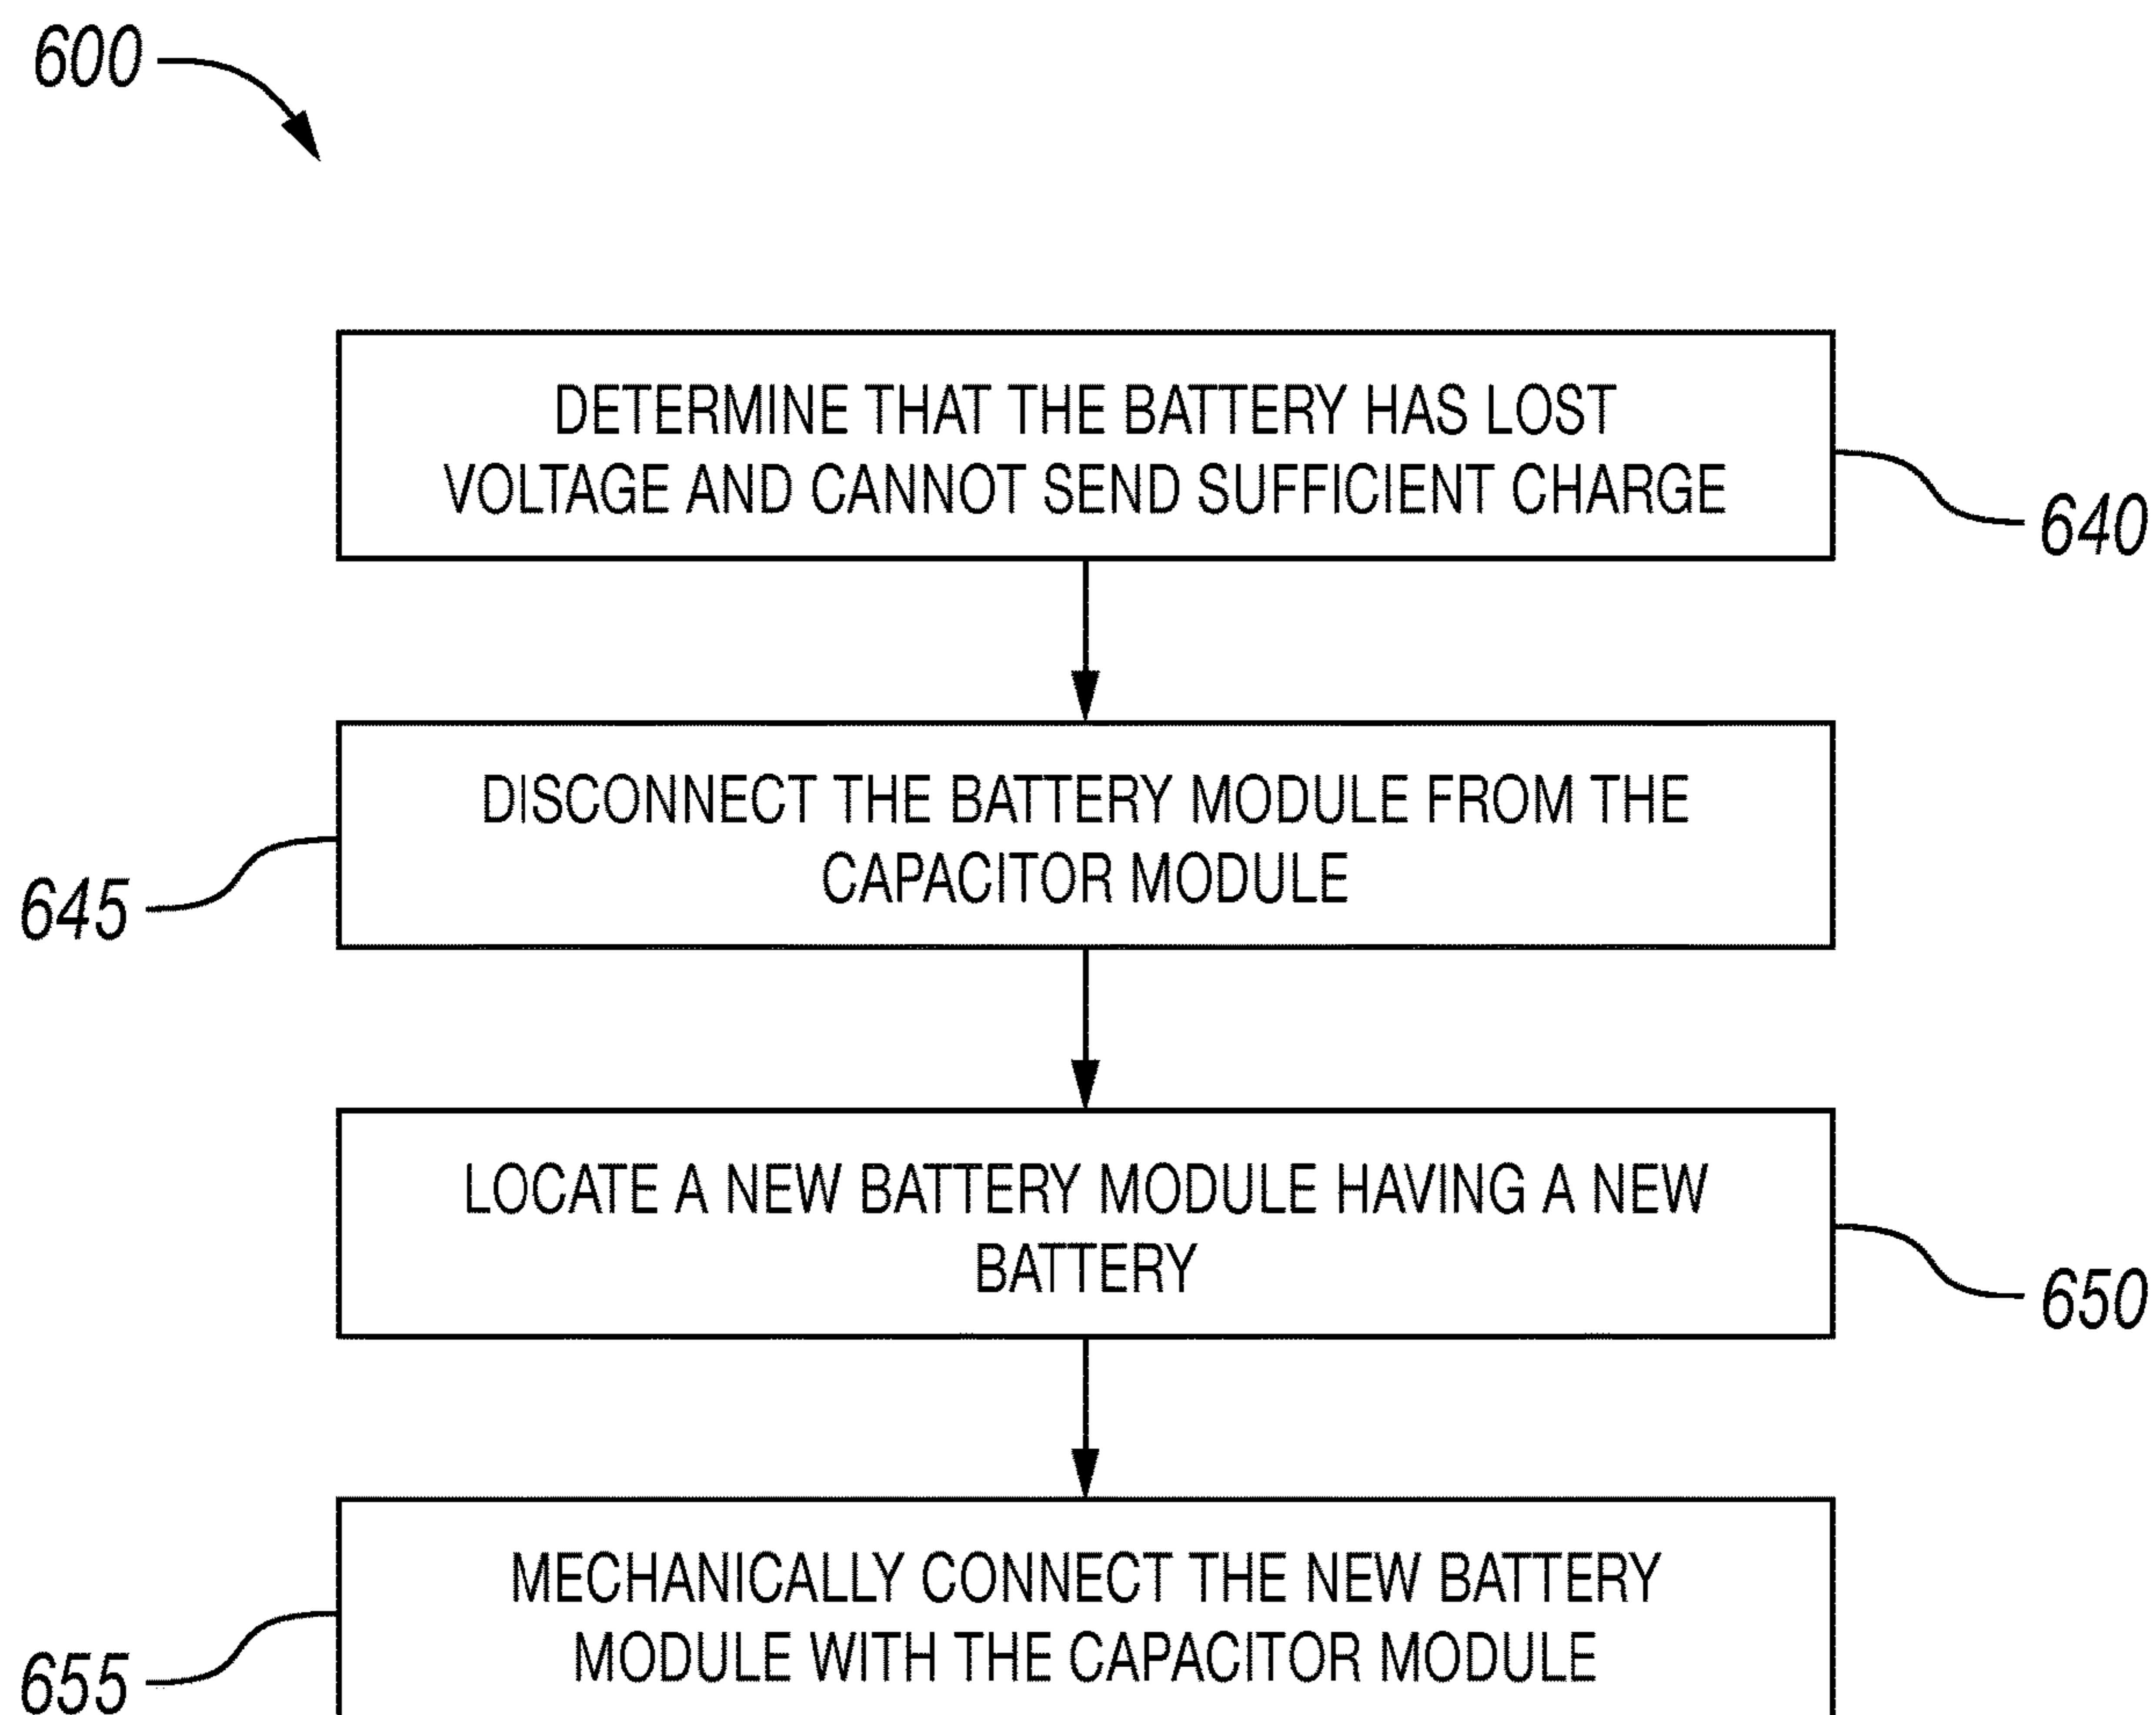 600
DETERMINE THAT THE BATTERY HAS LOST
VOLTAGE AND CANNOT SEND SUFFICIENT CHARGE
640
DISCONNECT THE BATTERY MODULE FROM THE
CAPACITOR MODULE
645
LOCATE A NEW BATTERY MODULE HAVING A NEW
BATTERY
650
MECHANICALLY CONNECT THE NEW BATTERY
MODULE WITH THE CAPACITOR MODULE
655